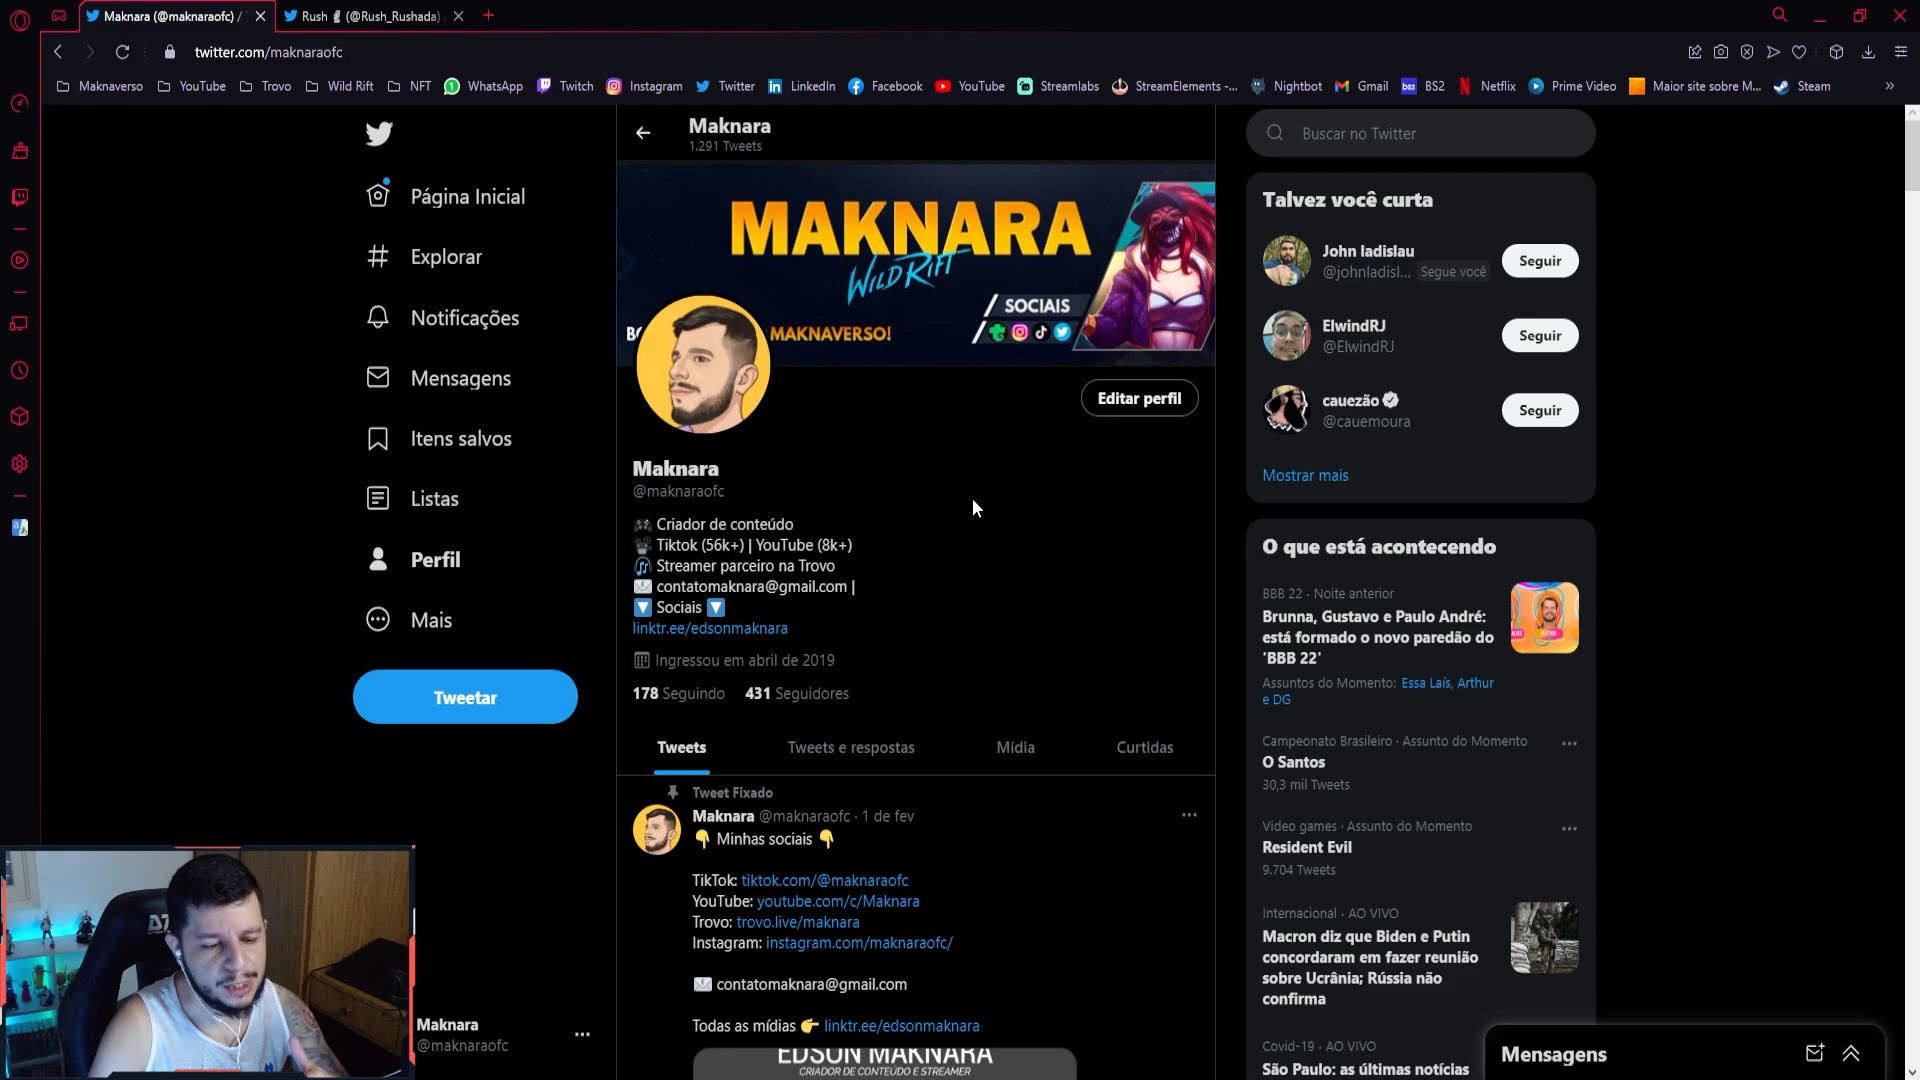 Maknara (@maknaraofc) /
Rush (@Rush_Rushada)
twitter.com/maknaraofc
Maknaverso
YouTube
Trovo
Wild Rift
NFT
WhatsApp
Twitch
Instagram
Twitter
LinkedIn
Facebook
YouTube
Streamlabs
StreamElements -...
Nightbot
Gmail
BS2
Netflix
Prime Video
Maior site sobre M...
Steam
Página Inicial
Explorar
Notificações
Mensagens
Itens salvos
Listas
Perfil
Mais
Tweetar
Maknara
@maknaraofc
Maknara
1.291 Tweets
MAKNARA
WILD RIFT
SOCIAIS
MAKNAVERSO!
Editar perfil
Maknara
@maknaraofc
Criador de conteúdo
Tiktok (56k+) | YouTube (8k+)
Streamer parceiro na Trovo
contatomaknara@gmail.com |
Sociais
linktr.ee/edsonmaknara
Ingressou em abril de 2019
178 Seguindo 431 Seguidores
Tweets
Tweets e respostas
Mídia
Curtidas
Tweet Fixado
Maknara @maknaraofc · 1 de fev
👇 Minhas sociais 👇
TikTok: tiktok.com/@maknaraofc
YouTube: youtube.com/c/Maknara
Trovo: trovo.live/maknara
Instagram: instagram.com/maknaraofc/
contatomaknara@gmail.com
Todas as mídias 👉 linktr.ee/edsonmaknara
EDSON MAKNARA
CRIADOR DE CONTEÚDO E STREAMER
Buscar no Twitter
Talvez você curta
John ladislau
@johnladisl... Segue você
Seguir
ElwindRJ
@ElwindRJ
Seguir
cauezão
@cauemoura
Seguir
Mostrar mais
O que está acontecendo
BBB 22 · Noite anterior
Brunna, Gustavo e Paulo André:
está formado o novo paredão do
'BBB 22'
Assuntos do Momento: Essa Laís, Arthur
e DG
Campeonato Brasileiro · Assunto do Momento
O Santos
30,3 mil Tweets
Video games · Assunto do Momento
Resident Evil
9.704 Tweets
Internacional · AO VIVO
Macron diz que Biden e Putin
concordaram em fazer reunião
sobre Ucrânia; Rússia não
confirma
Covid-19 · AO VIVO
São Paulo: as últimas notícias
Mensagens